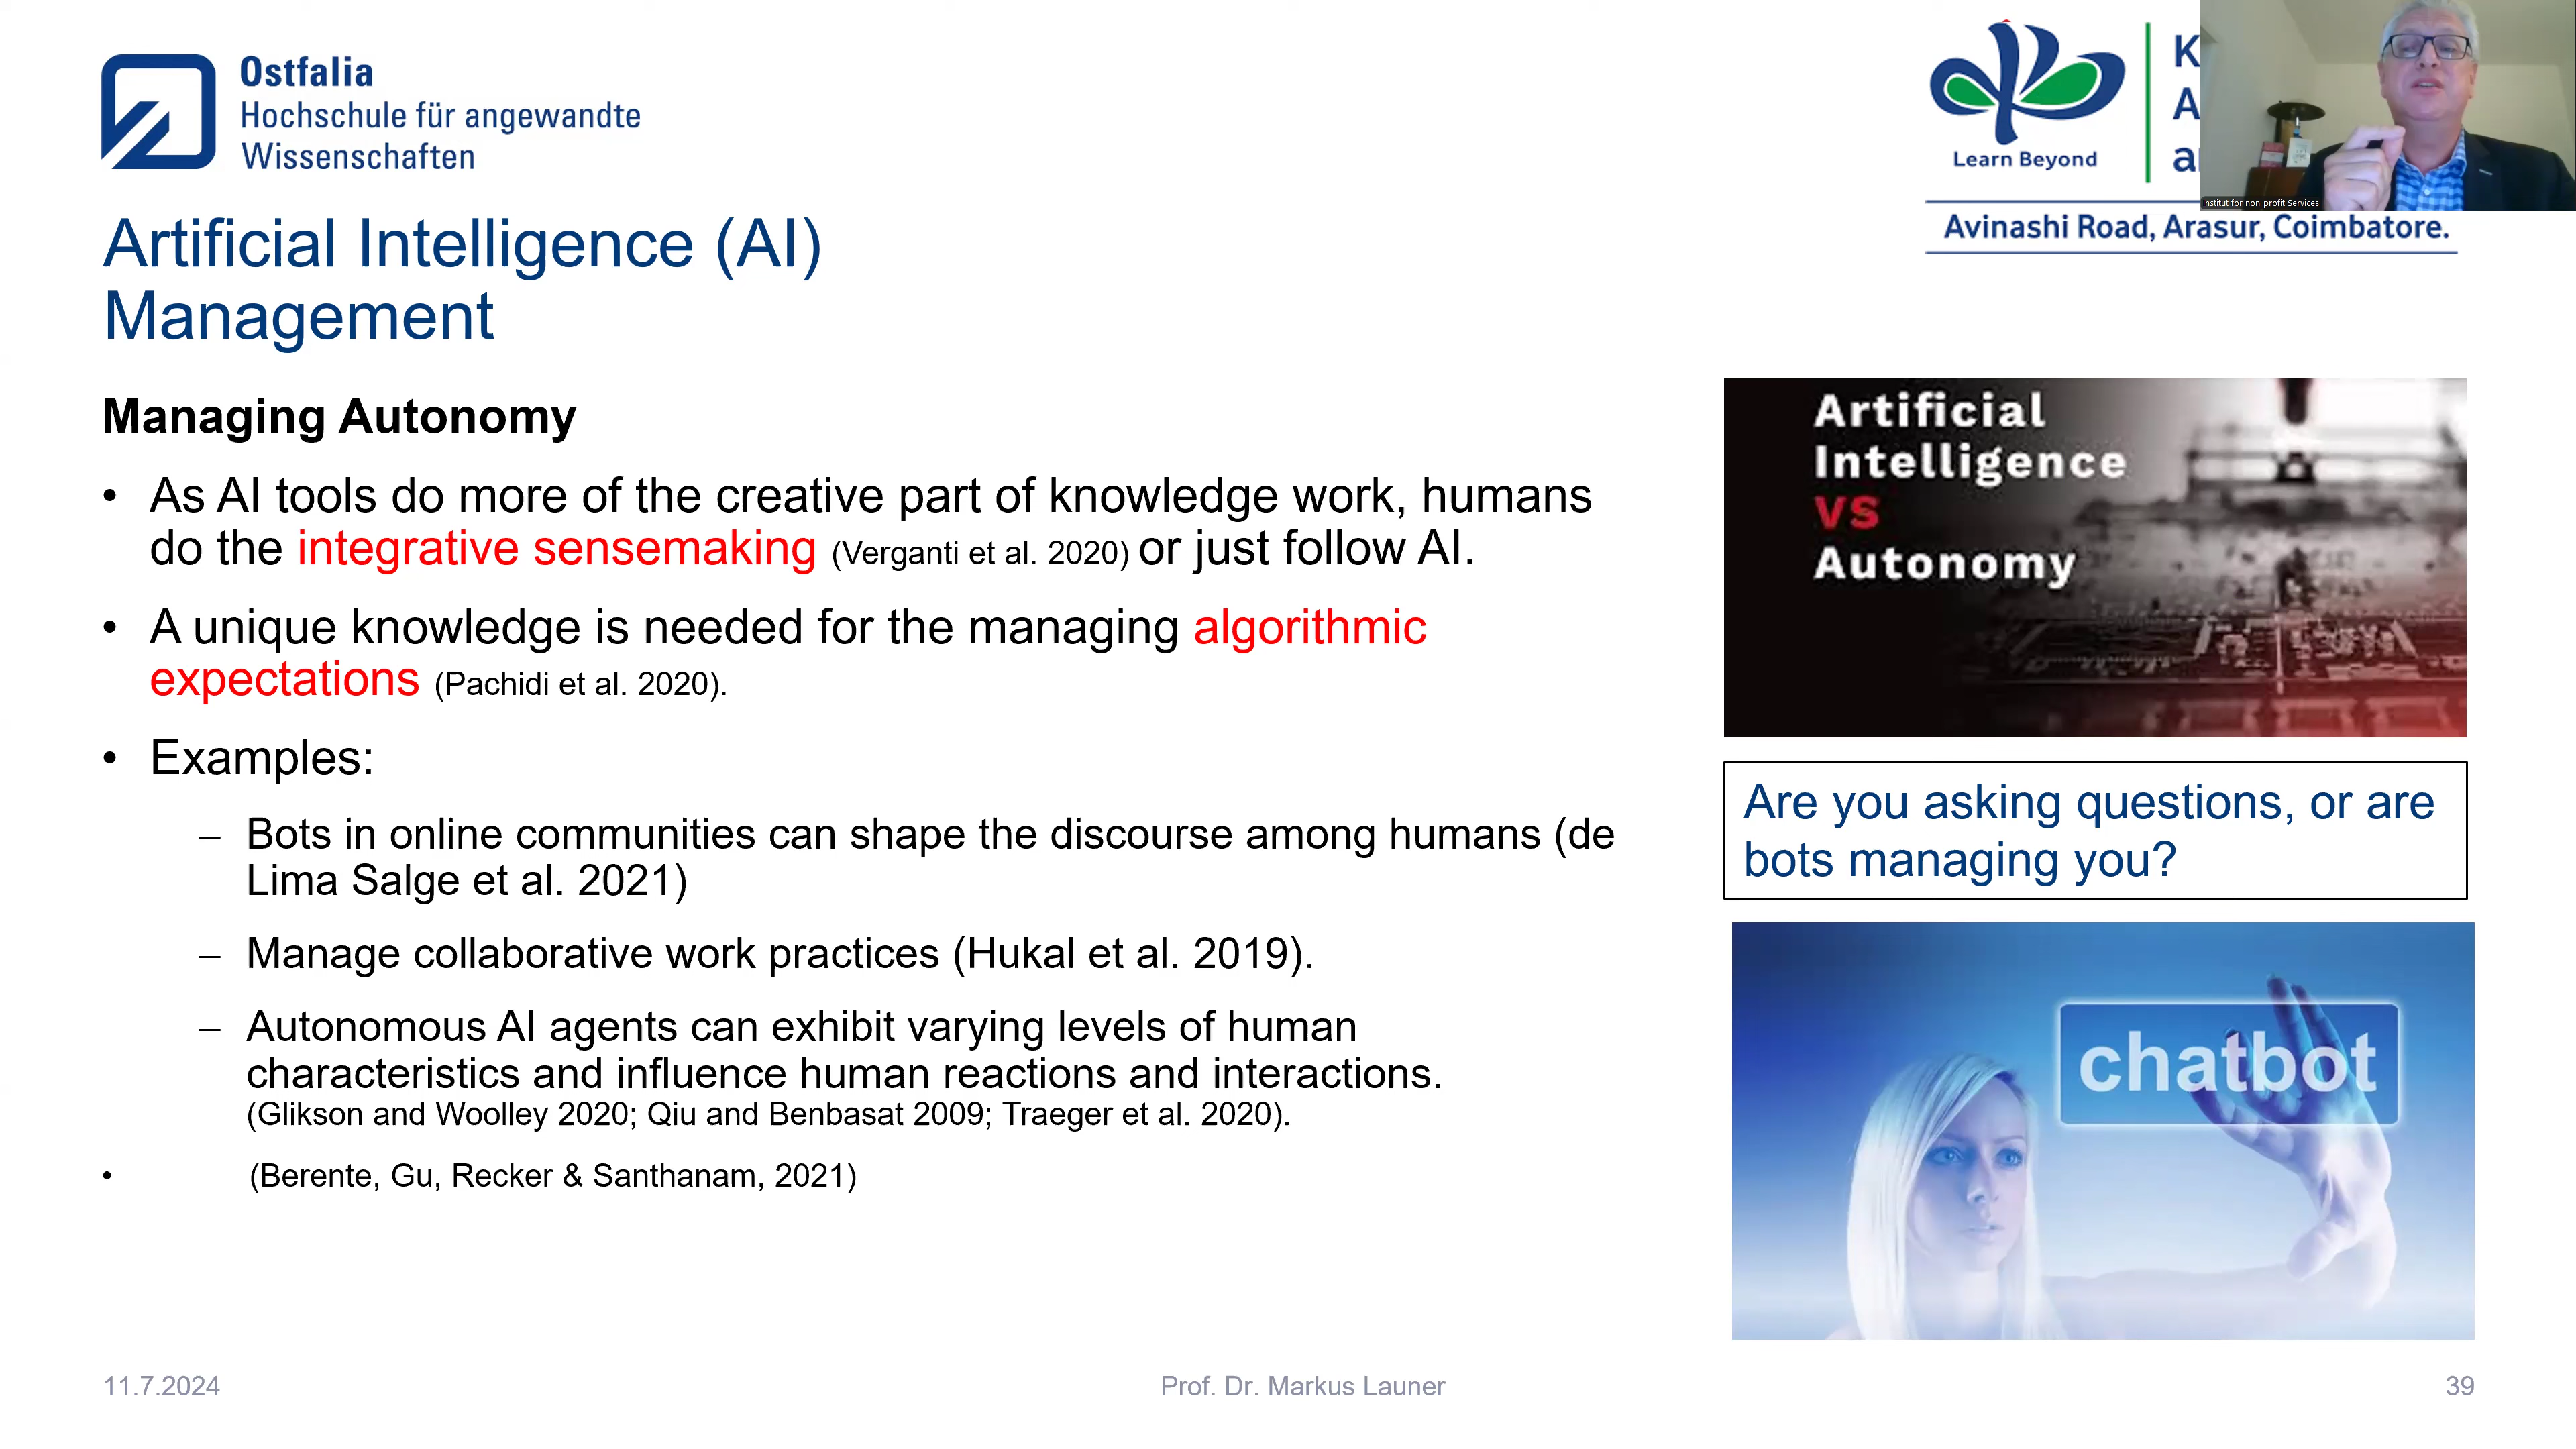 Ostfalia
Hochschule für angewandte
Wissenschaften
Learn Beyond
Avinashi Road, Arasur, Coimbatore.
Institut for non-profit Services
Artificial Intelligence (AI)
Management
Managing Autonomy
• As AI tools do more of the creative part of knowledge work, humans
do the integrative sensemaking (Verganti et al. 2020) or just follow AI.
• A unique knowledge is needed for the managing algorithmic
expectations (Pachidi et al. 2020).
• Examples:
– Bots in online communities can shape the discourse among humans (de
Lima Salge et al. 2021)
– Manage collaborative work practices (Hukal et al. 2019).
– Autonomous AI agents can exhibit varying levels of human
characteristics and influence human reactions and interactions.
(Glikson and Woolley 2020; Qiu and Benbasat 2009; Traeger et al. 2020).
• (Berente, Gu, Recker & Santhanam, 2021)
Artificial
Intelligence
VS
Autonomy
Are you asking questions, or are
bots managing you?
chatbot
11.7.2024
Prof. Dr. Markus Launer
39